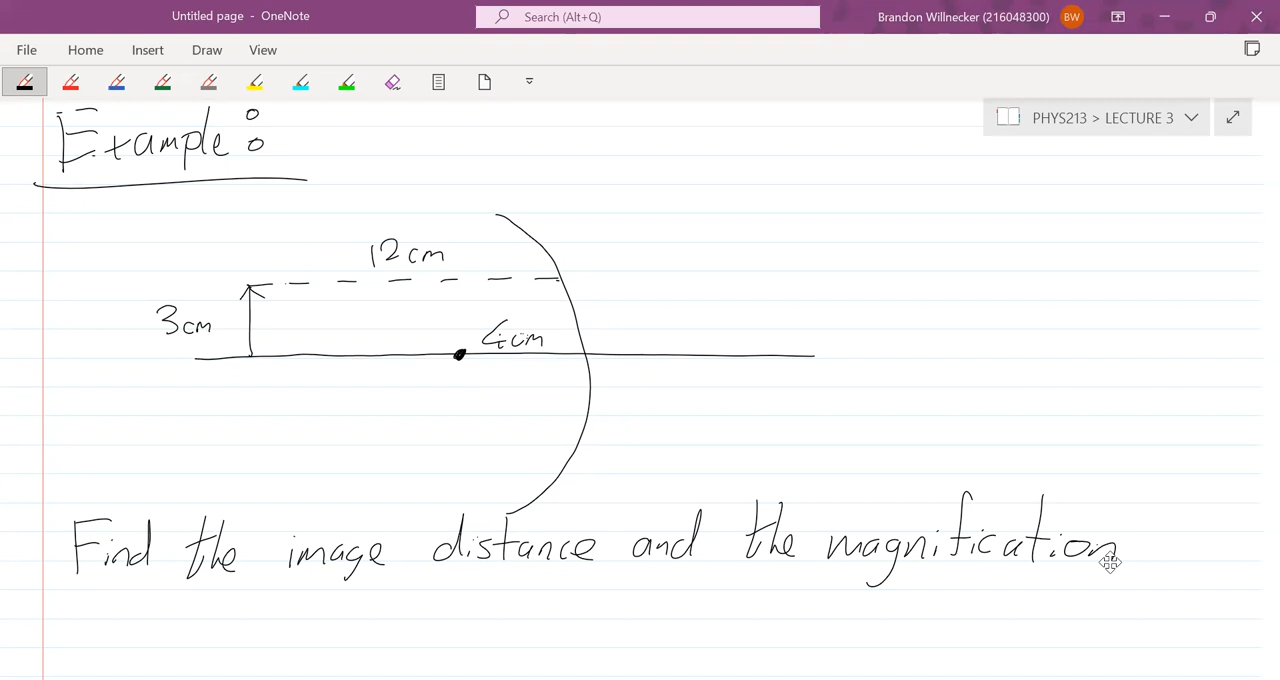 Untitled page - OneNote
Search (Alt+Q)
Brandon Willnecker (216048300)
BW
File
Home
Insert
Draw
View
PHYS213 > LECTURE 3
Example:
12cm
3cm
4cm
Find the image distance and the magnification